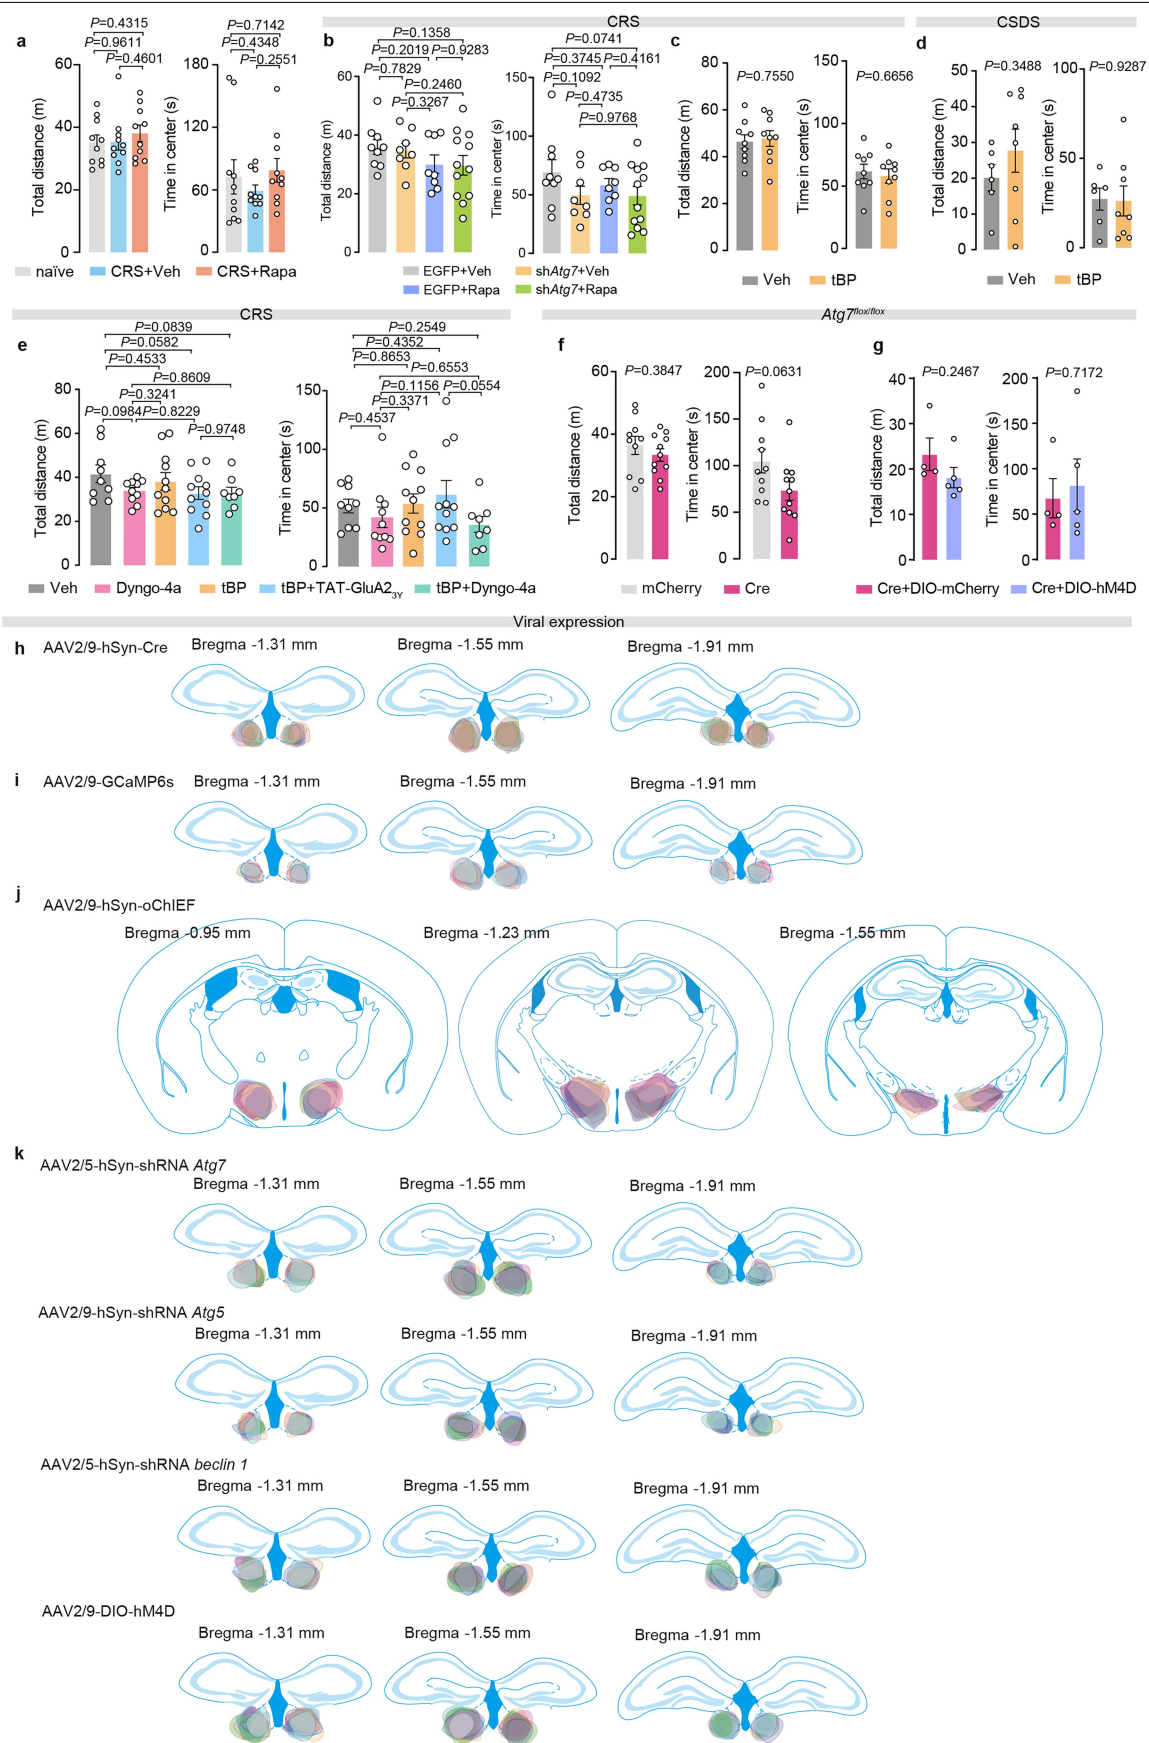 CRS
CSDS
a
P=0.4315
P=0.9611
P=0.4601
Total distance (m)
60
40
20
0
P=0.7142
P=0.4348
P=0.2551
Time in center (s)
180
120
60
0
naïve
CRS+Veh
CRS+Rapa
b
P=0.1358
P=0.2019
P=0.9283
P=0.7829
P=0.2460
P=0.3267
Total distance (m)
60
40
20
0
P=0.0741
P=0.3745
P=0.4161
P=0.1092
P=0.4735
P=0.9768
Time in center (s)
150
100
50
0
EGFP+Veh
shAtg7+Veh
EGFP+Rapa
shAtg7+Rapa
c
P=0.7550
Total distance (m)
80
60
40
20
0
P=0.6656
Time in center (s)
150
100
50
0
Veh
tBP
d
P=0.3488
Total distance (m)
50
40
30
20
10
0
P=0.9287
Time in center (s)
100
50
0
Veh
tBP
CRS
Atg7flox/flox
e
P=0.0839
P=0.0582
P=0.4533
P=0.8609
P=0.3241
P=0.0984
P=0.8229
P=0.9748
Total distance (m)
80
60
40
20
0
P=0.2549
P=0.4352
P=0.8653
P=0.6553
P=0.1156
P=0.0554
P=0.3371
P=0.4537
Time in center (s)
150
100
50
0
Veh
Dyngo-4a
tBP
tBP+TAT-GluA23Y
tBP+Dyngo-4a
f
P=0.3847
Total distance (m)
60
40
20
0
P=0.0631
Time in center (s)
200
150
100
50
0
mCherry
Cre
g
P=0.2467
Total distance (m)
40
30
20
10
0
P=0.7172
Time in center (s)
200
150
100
50
0
Cre+DIO-mCherry
Cre+DIO-hM4D
Viral expression
h
AAV2/9-hSyn-Cre
Bregma -1.31 mm
Bregma -1.55 mm
Bregma -1.91 mm
i
AAV2/9-GCaMP6s
Bregma -1.31 mm
Bregma -1.55 mm
Bregma -1.91 mm
j
AAV2/9-hSyn-oChIEF
Bregma -0.95 mm
Bregma -1.23 mm
Bregma -1.55 mm
k
AAV2/5-hSyn-shRNA Atg7
Bregma -1.31 mm
Bregma -1.55 mm
Bregma -1.91 mm
AAV2/9-hSyn-shRNA Atg5
Bregma -1.31 mm
Bregma -1.55 mm
Bregma -1.91 mm
AAV2/5-hSyn-shRNA beclin 1
Bregma -1.31 mm
Bregma -1.55 mm
Bregma -1.91 mm
AAV2/9-DIO-hM4D
Bregma -1.31 mm
Bregma -1.55 mm
Bregma -1.91 mm